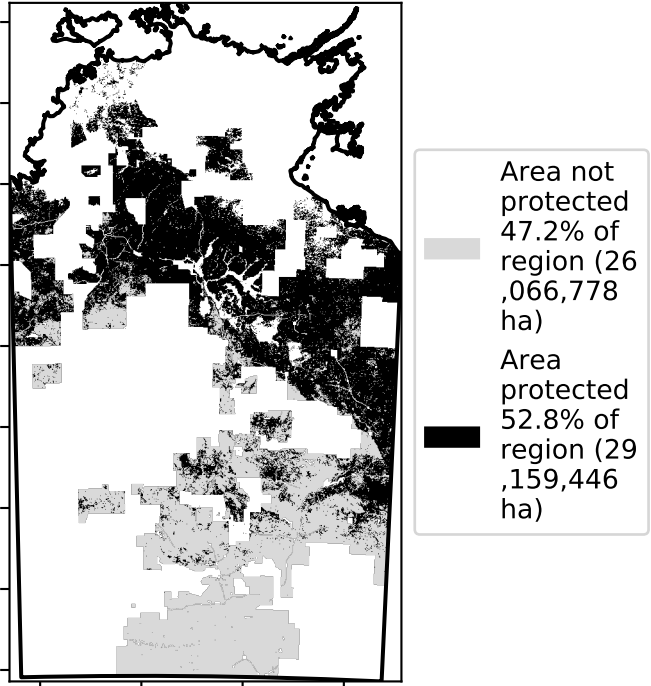 Area not
protected
47.2% of
region (26
,066,778
ha)
Area
protected
52.8% of
region (29
,159,446
ha)